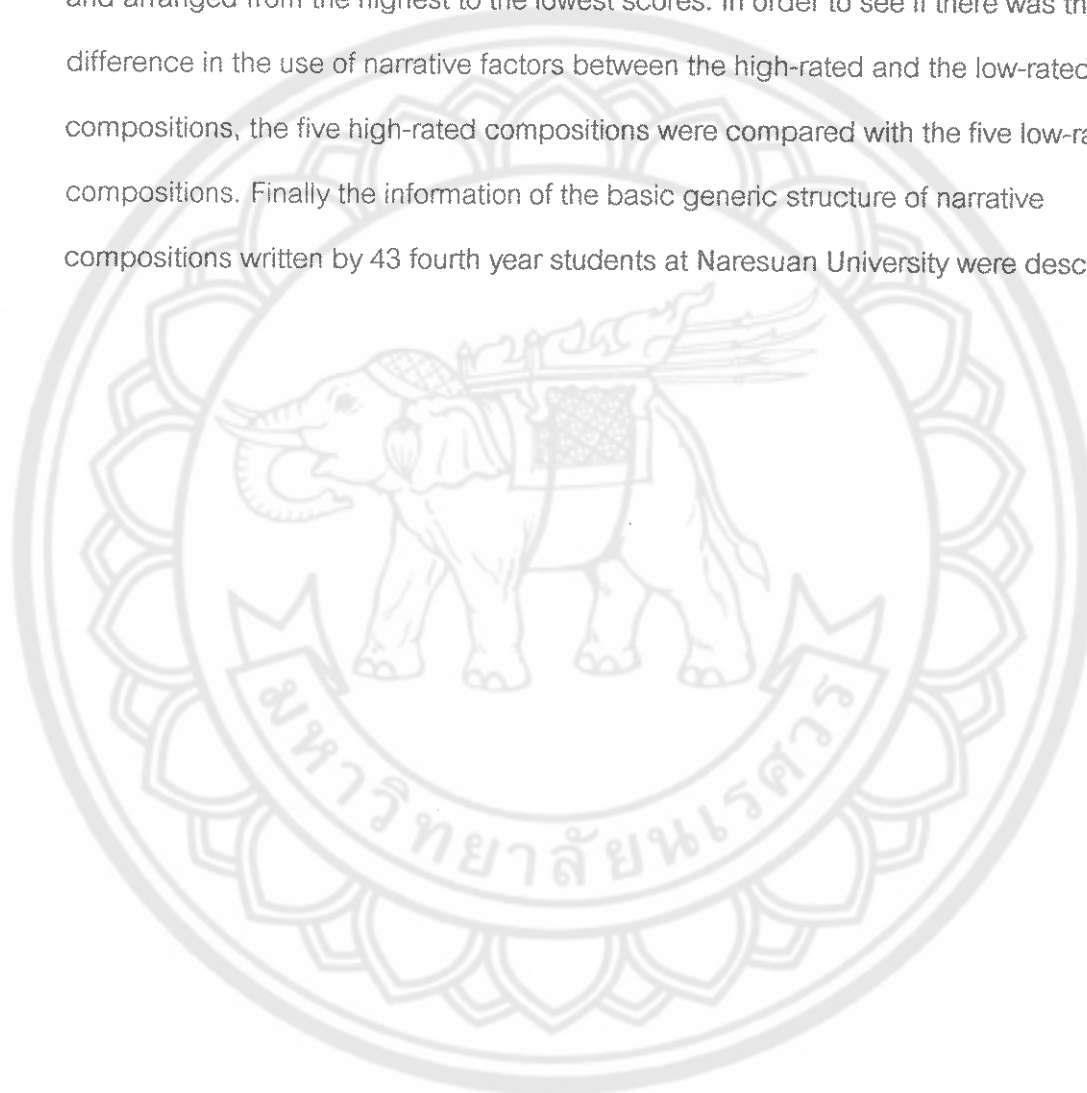 and arranged from the highest to the lowest scores. In order to see if there was
difference in the use of narrative factors between the high-rated and the low-rated
compositions, the five high-rated compositions were compared with the five
compositions. Finally the information of the basic generic structure of narrative
compositions written by 43 fourth year students at Naresuan University were
มหาวิทยาลัยนเรศวร